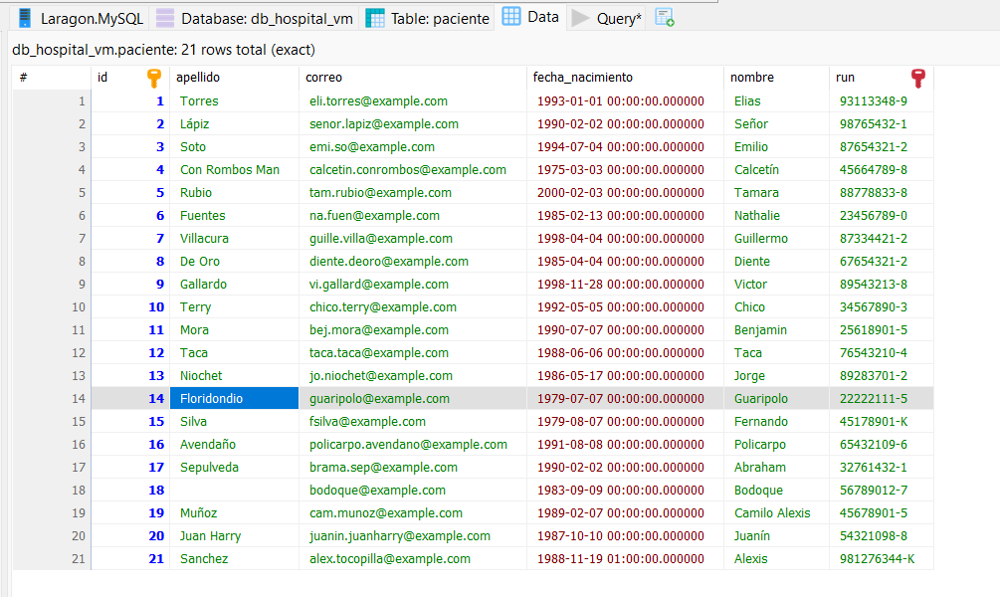 Laragon.MySQL Database: db_hospital_vm Table: paciente Data Query*
db_hospital_vm.paciente: 21 rows total (exact)
# id apellido correo fecha_nacimiento nombre run
1 1 Torres eli.torres@example.com 1993-01-01 00:00:00.000000 Elias 93113348-9
2 2 Lápiz senor.lapiz@example.com 1990-02-02 00:00:00.000000 Señor 98765432-1
3 3 Soto emi.so@example.com 1994-07-04 00:00:00.000000 Emilio 87654321-2
4 4 Con Rombos Man calcetin.conrombos@example.com 1975-03-03 00:00:00.000000 Calcetín 45664789-8
5 5 Rubio tam.rubio@example.com 2000-02-03 00:00:00.000000 Tamara 88778833-8
6 6 Fuentes na.fuen@example.com 1985-02-13 00:00:00.000000 Nathalie 23456789-0
7 7 Villacura guille.villa@example.com 1998-04-04 00:00:00.000000 Guillermo 87334421-2
8 8 De Oro diente.deoro@example.com 1985-04-04 00:00:00.000000 Diente 67654321-2
9 9 Gallardo vi.gallard@example.com 1998-11-28 00:00:00.000000 Victor 89543213-8
10 10 Terry chico.terry@example.com 1992-05-05 00:00:00.000000 Chico 34567890-3
11 11 Mora bej.mora@example.com 1990-07-07 00:00:00.000000 Benjamin 25618901-5
12 12 Taca taca.taca@example.com 1988-06-06 00:00:00.000000 Taca 76543210-4
13 13 Niochet jo.niochet@example.com 1986-05-17 00:00:00.000000 Jorge 89283701-2
14 14 Floridondio guaripolo@example.com 1979-07-07 00:00:00.000000 Guaripolo 22222111-5
15 15 Silva fsilva@example.com 1979-08-07 00:00:00.000000 Fernando 45178901-K
16 16 Avendaño policarpo.avendano@example.com 1991-08-08 00:00:00.000000 Policarpo 65432109-6
17 17 Sepulveda brama.sep@example.com 1990-02-02 00:00:00.000000 Abraham 32761432-1
18 18 bodoque@example.com 1983-09-09 00:00:00.000000 Bodoque 56789012-7
19 19 Muñoz cam.munoz@example.com 1989-02-07 00:00:00.000000 Camilo Alexis 45678901-5
20 20 Juan Harry juanin.juanharry@example.com 1987-10-10 00:00:00.000000 Juanín 54321098-8
21 21 Sanchez alex.tocopilla@example.com 1988-11-19 01:00:00.000000 Alexis 981276344-K